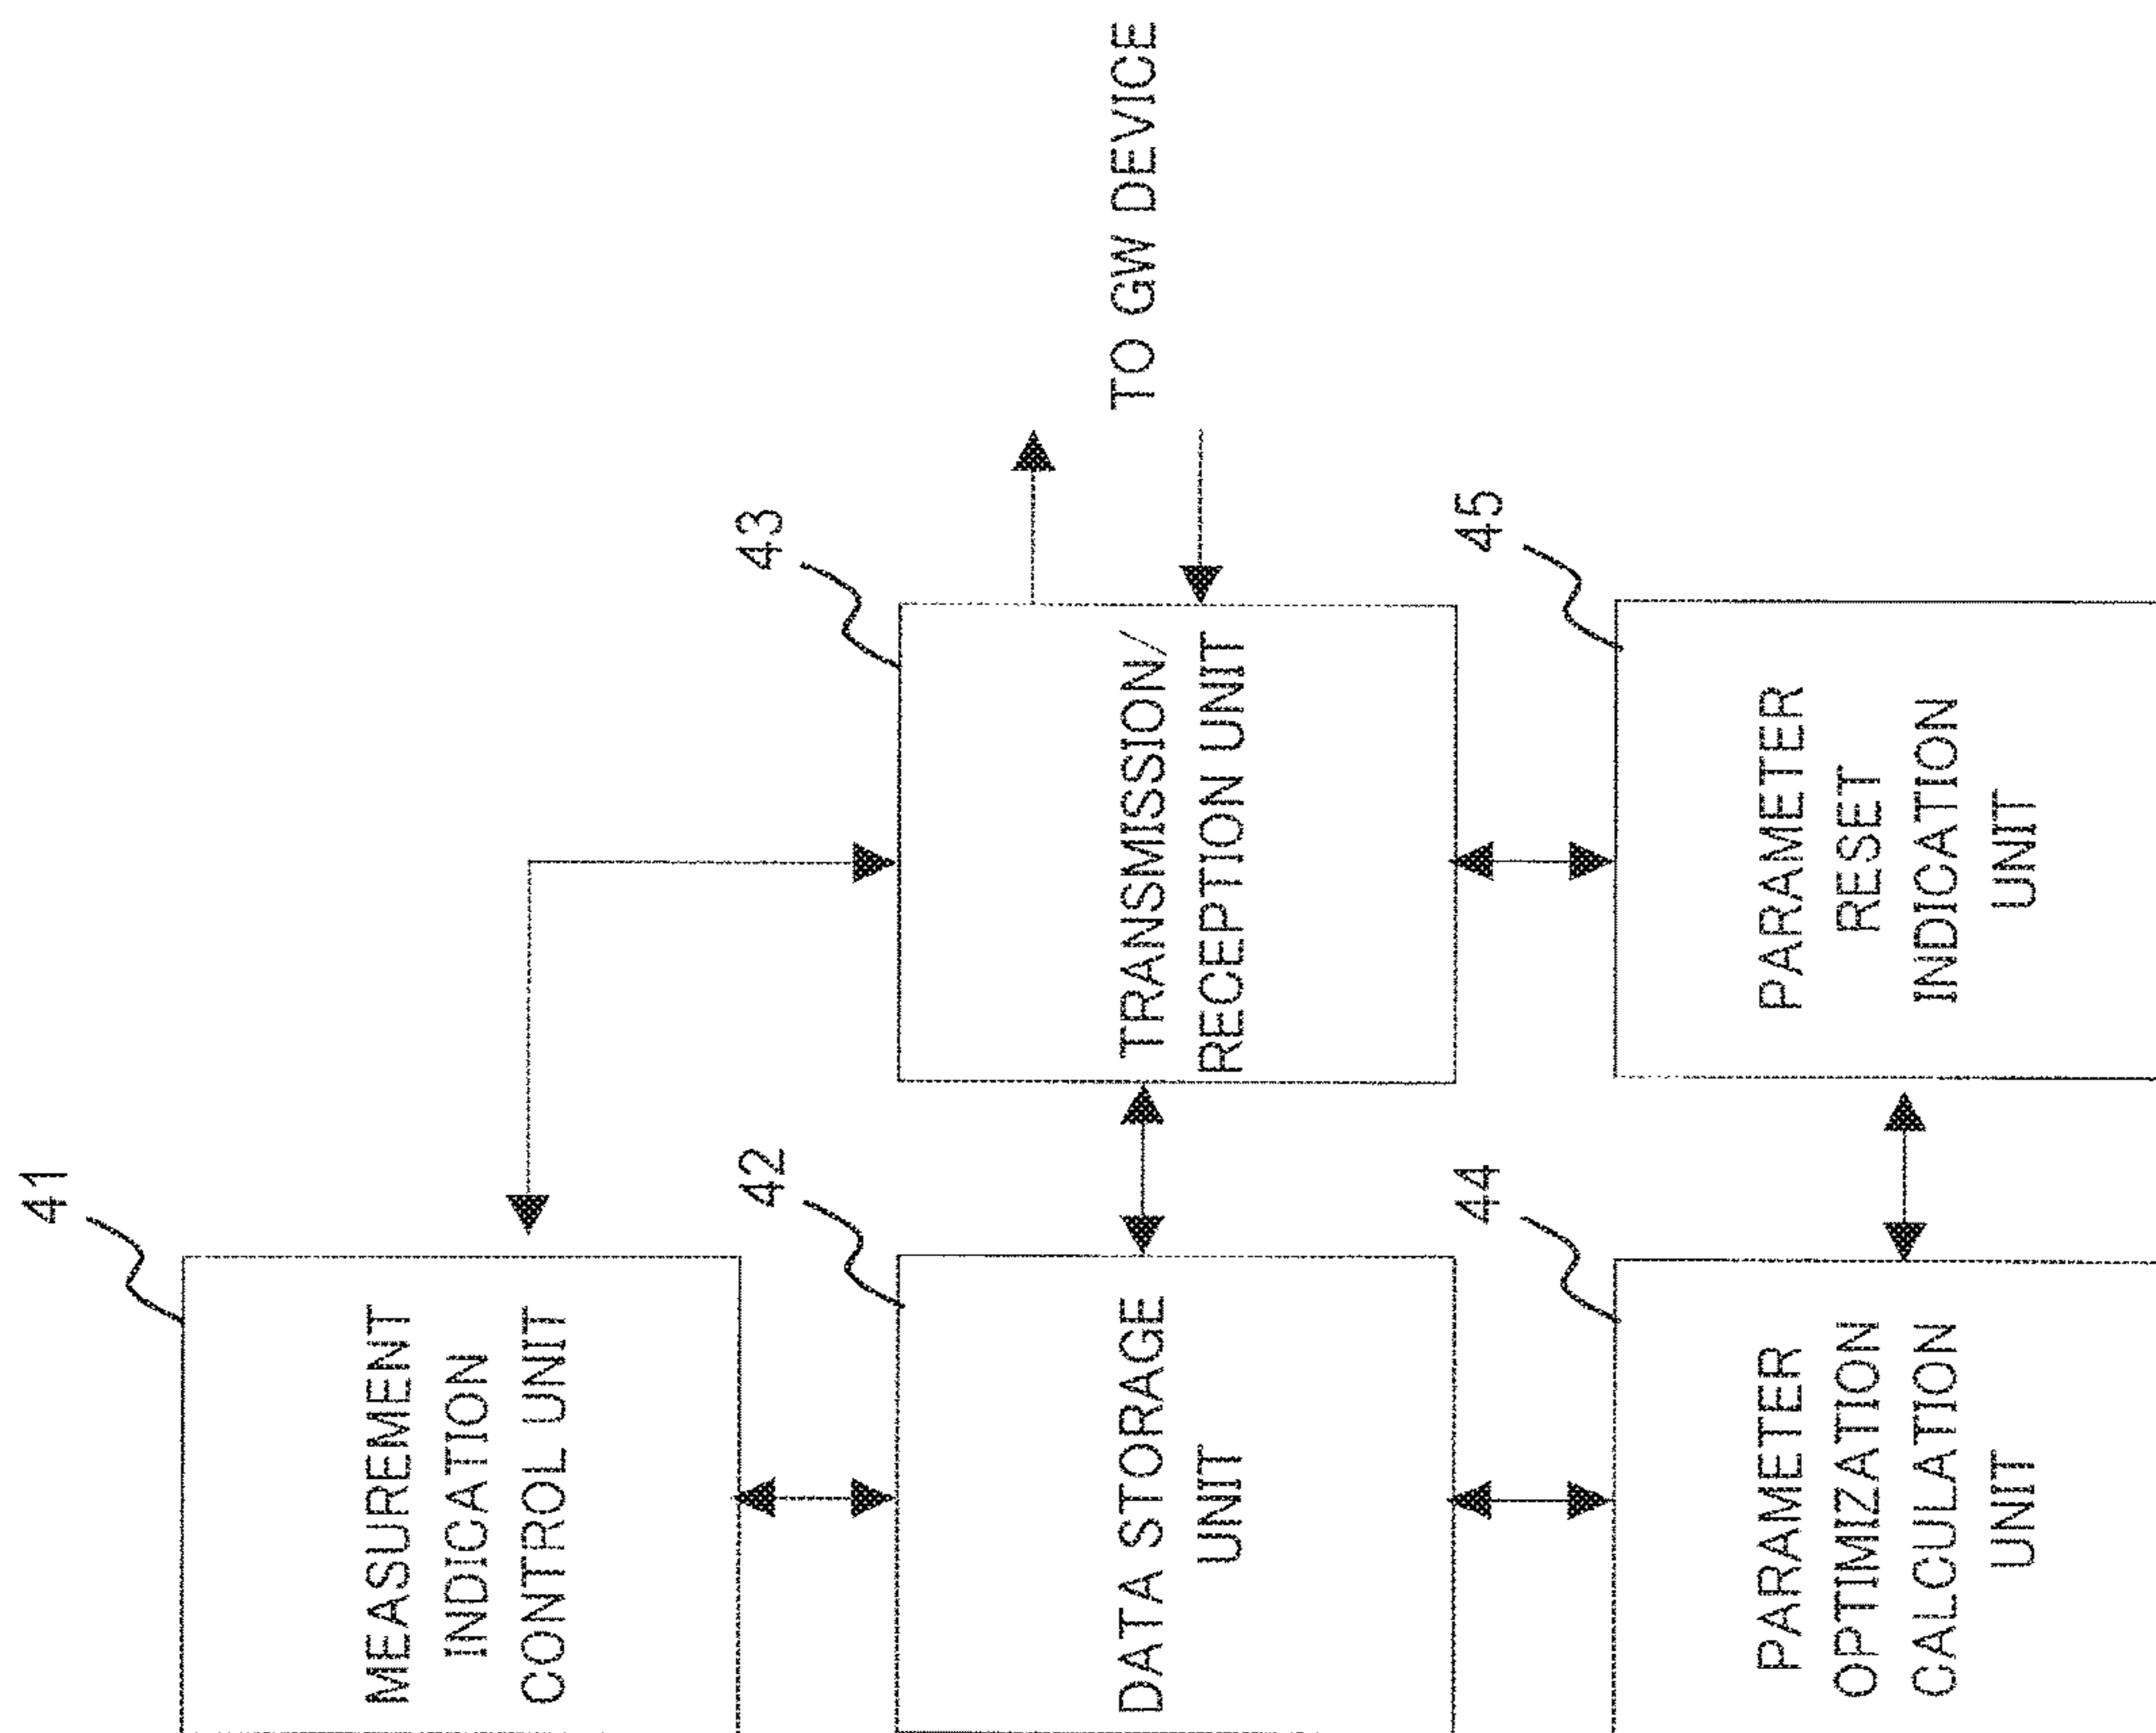 41
MEASUREMENT
INDICATION
CONTROL UNIT
42
DATA STORAGE
UNIT
43
TRANSMISSION/
RECEPTION UNIT
TO GW DEVICE
44
PARAMETER
OPTIMIZATION
CALCULATION
UNIT
45
PARAMETER
RESET
INDICATION
UNIT